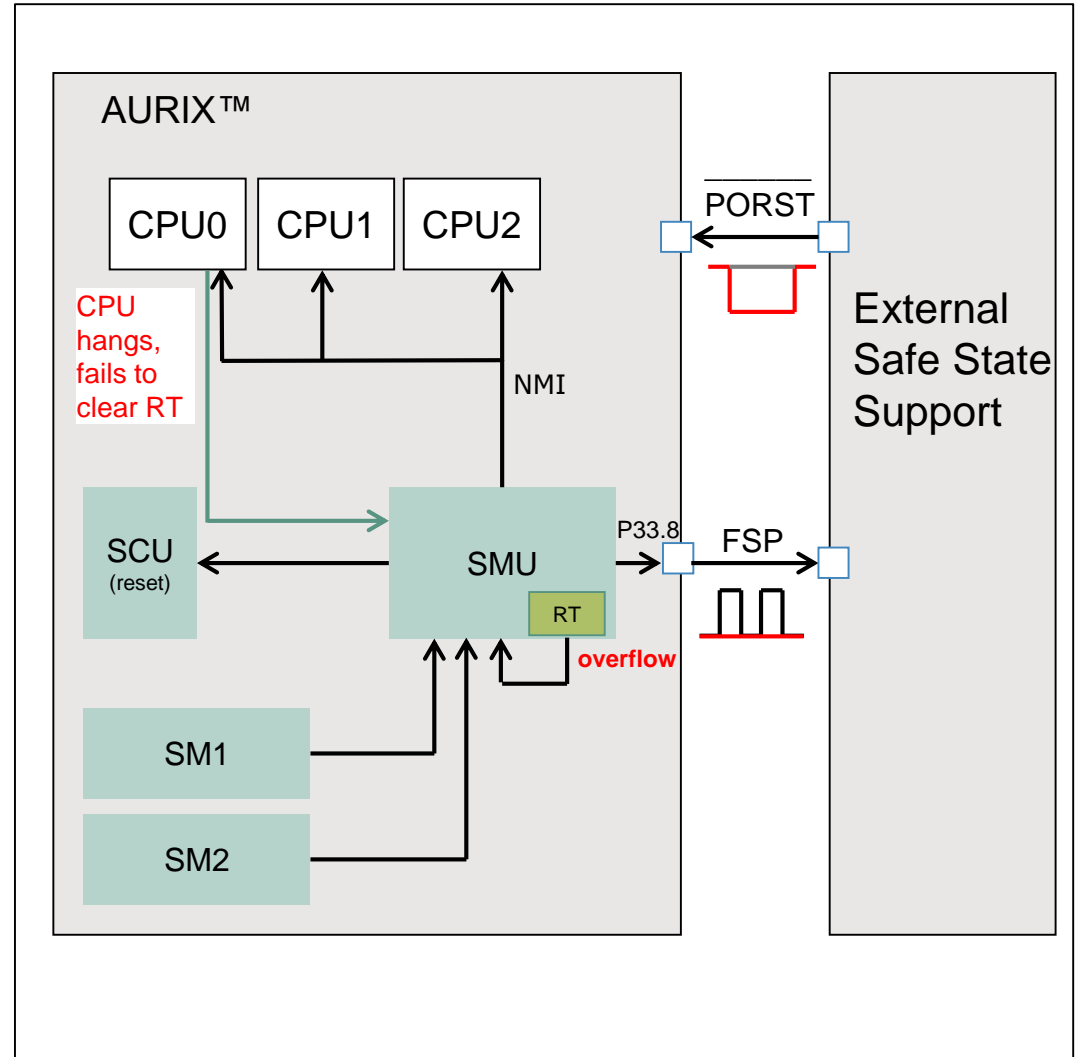 AURIX™
CPU0
CPU1
CPU2
PORST
CPU
hangs,
fails to
clear RT
External
Safe State
Support
NMI
SCU
(reset)
SMU
P33.8
FSP
RT
overflow
SM1
SM2